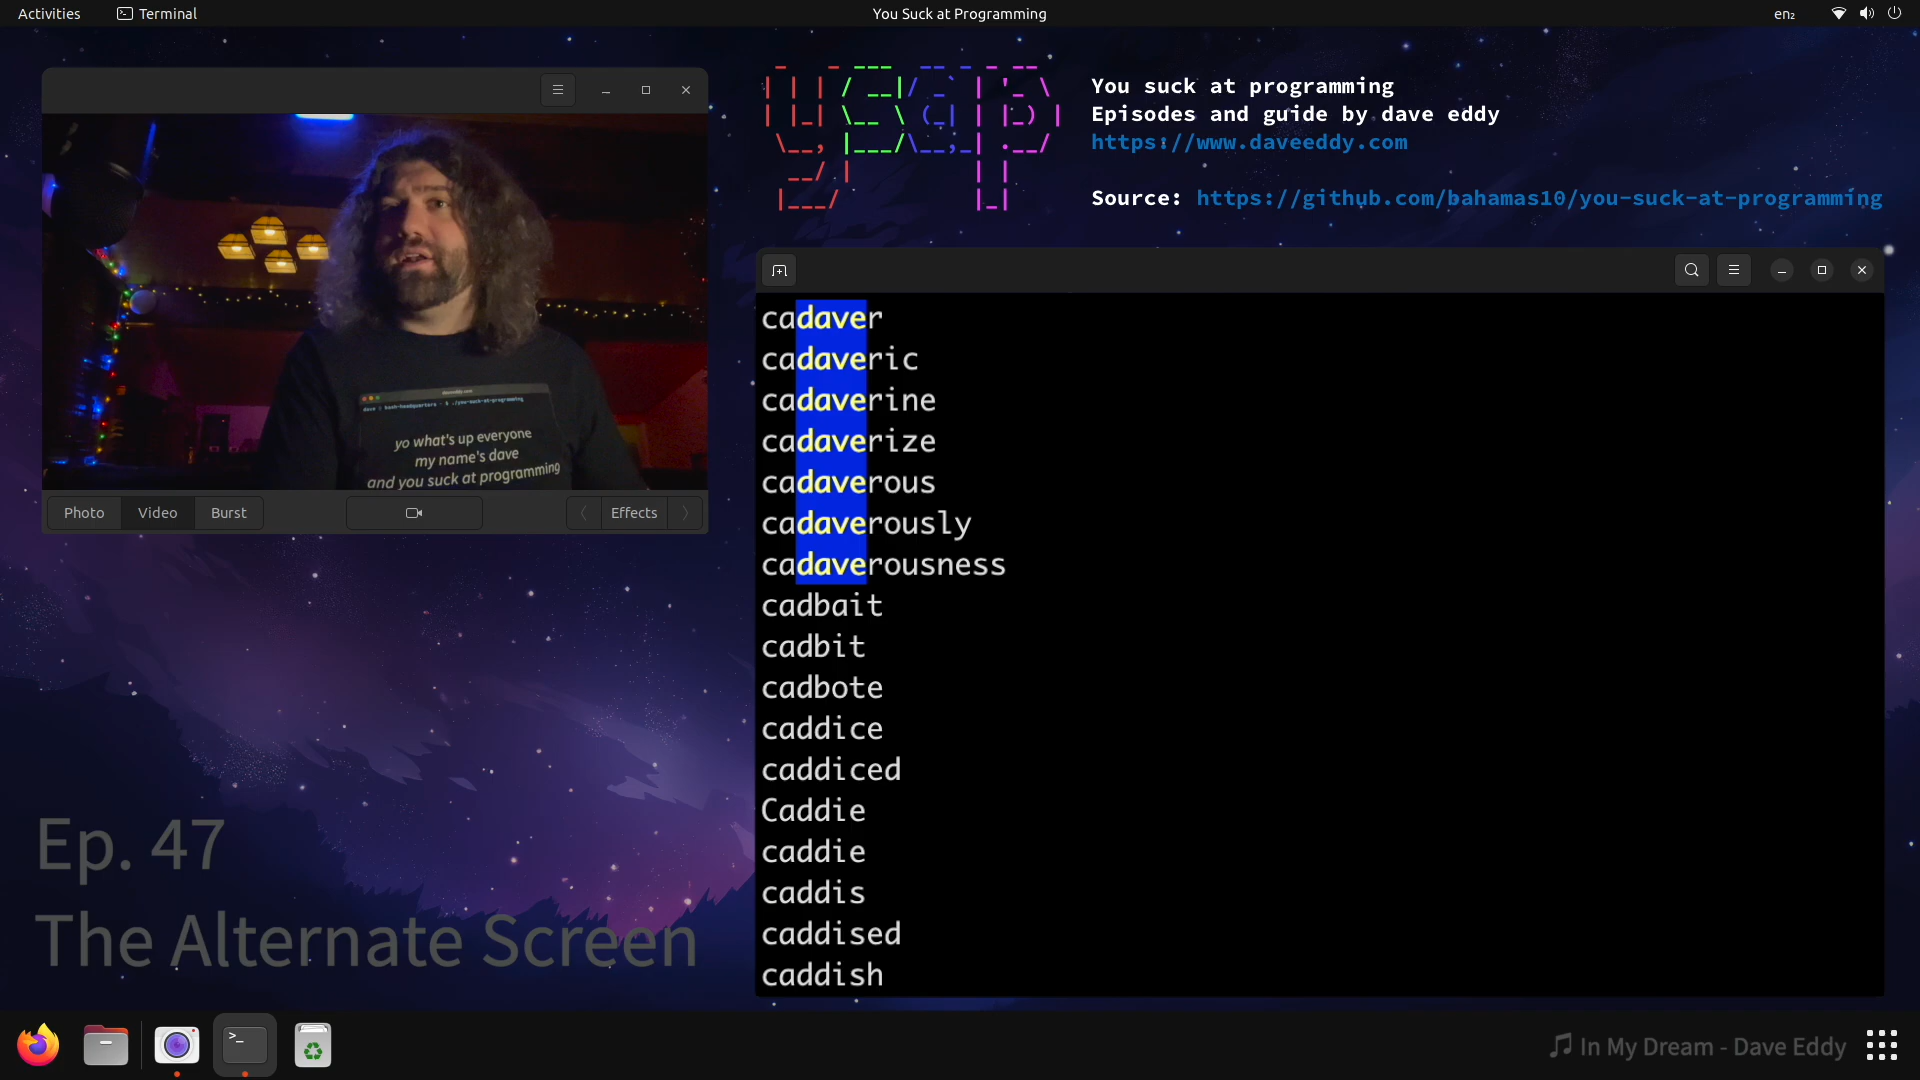 Activities
Terminal
You Suck at Programming
en₂
You suck at programming
Episodes and guide by dave eddy
https://www.daveeddy.com
Source: https://github.com/bahamas10/you-suck-at-programming
yo what's up everyone
my name's dave
and you suck at programming
Photo Video Burst
Effects
cadaver
cadaveric
cadaverine
cadaverize
cadaverous
cadaverously
cadaverousness
cadbait
cadbit
cadbote
caddice
caddiced
Caddie
caddie
caddis
caddised
caddish
Ep. 47
The Alternate Screen
In My Dream - Dave Eddy